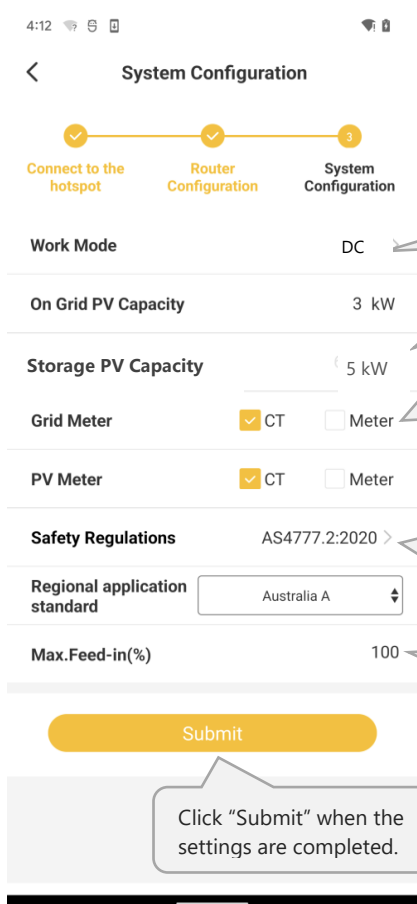 4:12
System Configuration
3
Connect to the hotspot
Router Configuration
System Configuration
Work Mode DC
On Grid PV Capacity 3 kW
Storage PV Capacity 5 kW
Grid Meter CT Meter
PV Meter CT Meter
Safety Regulations AS4777.2:2020
Regional application standard Australia A
Max.Feed-in(%) 100
Submit
Click “Submit” when the
settings are completed.